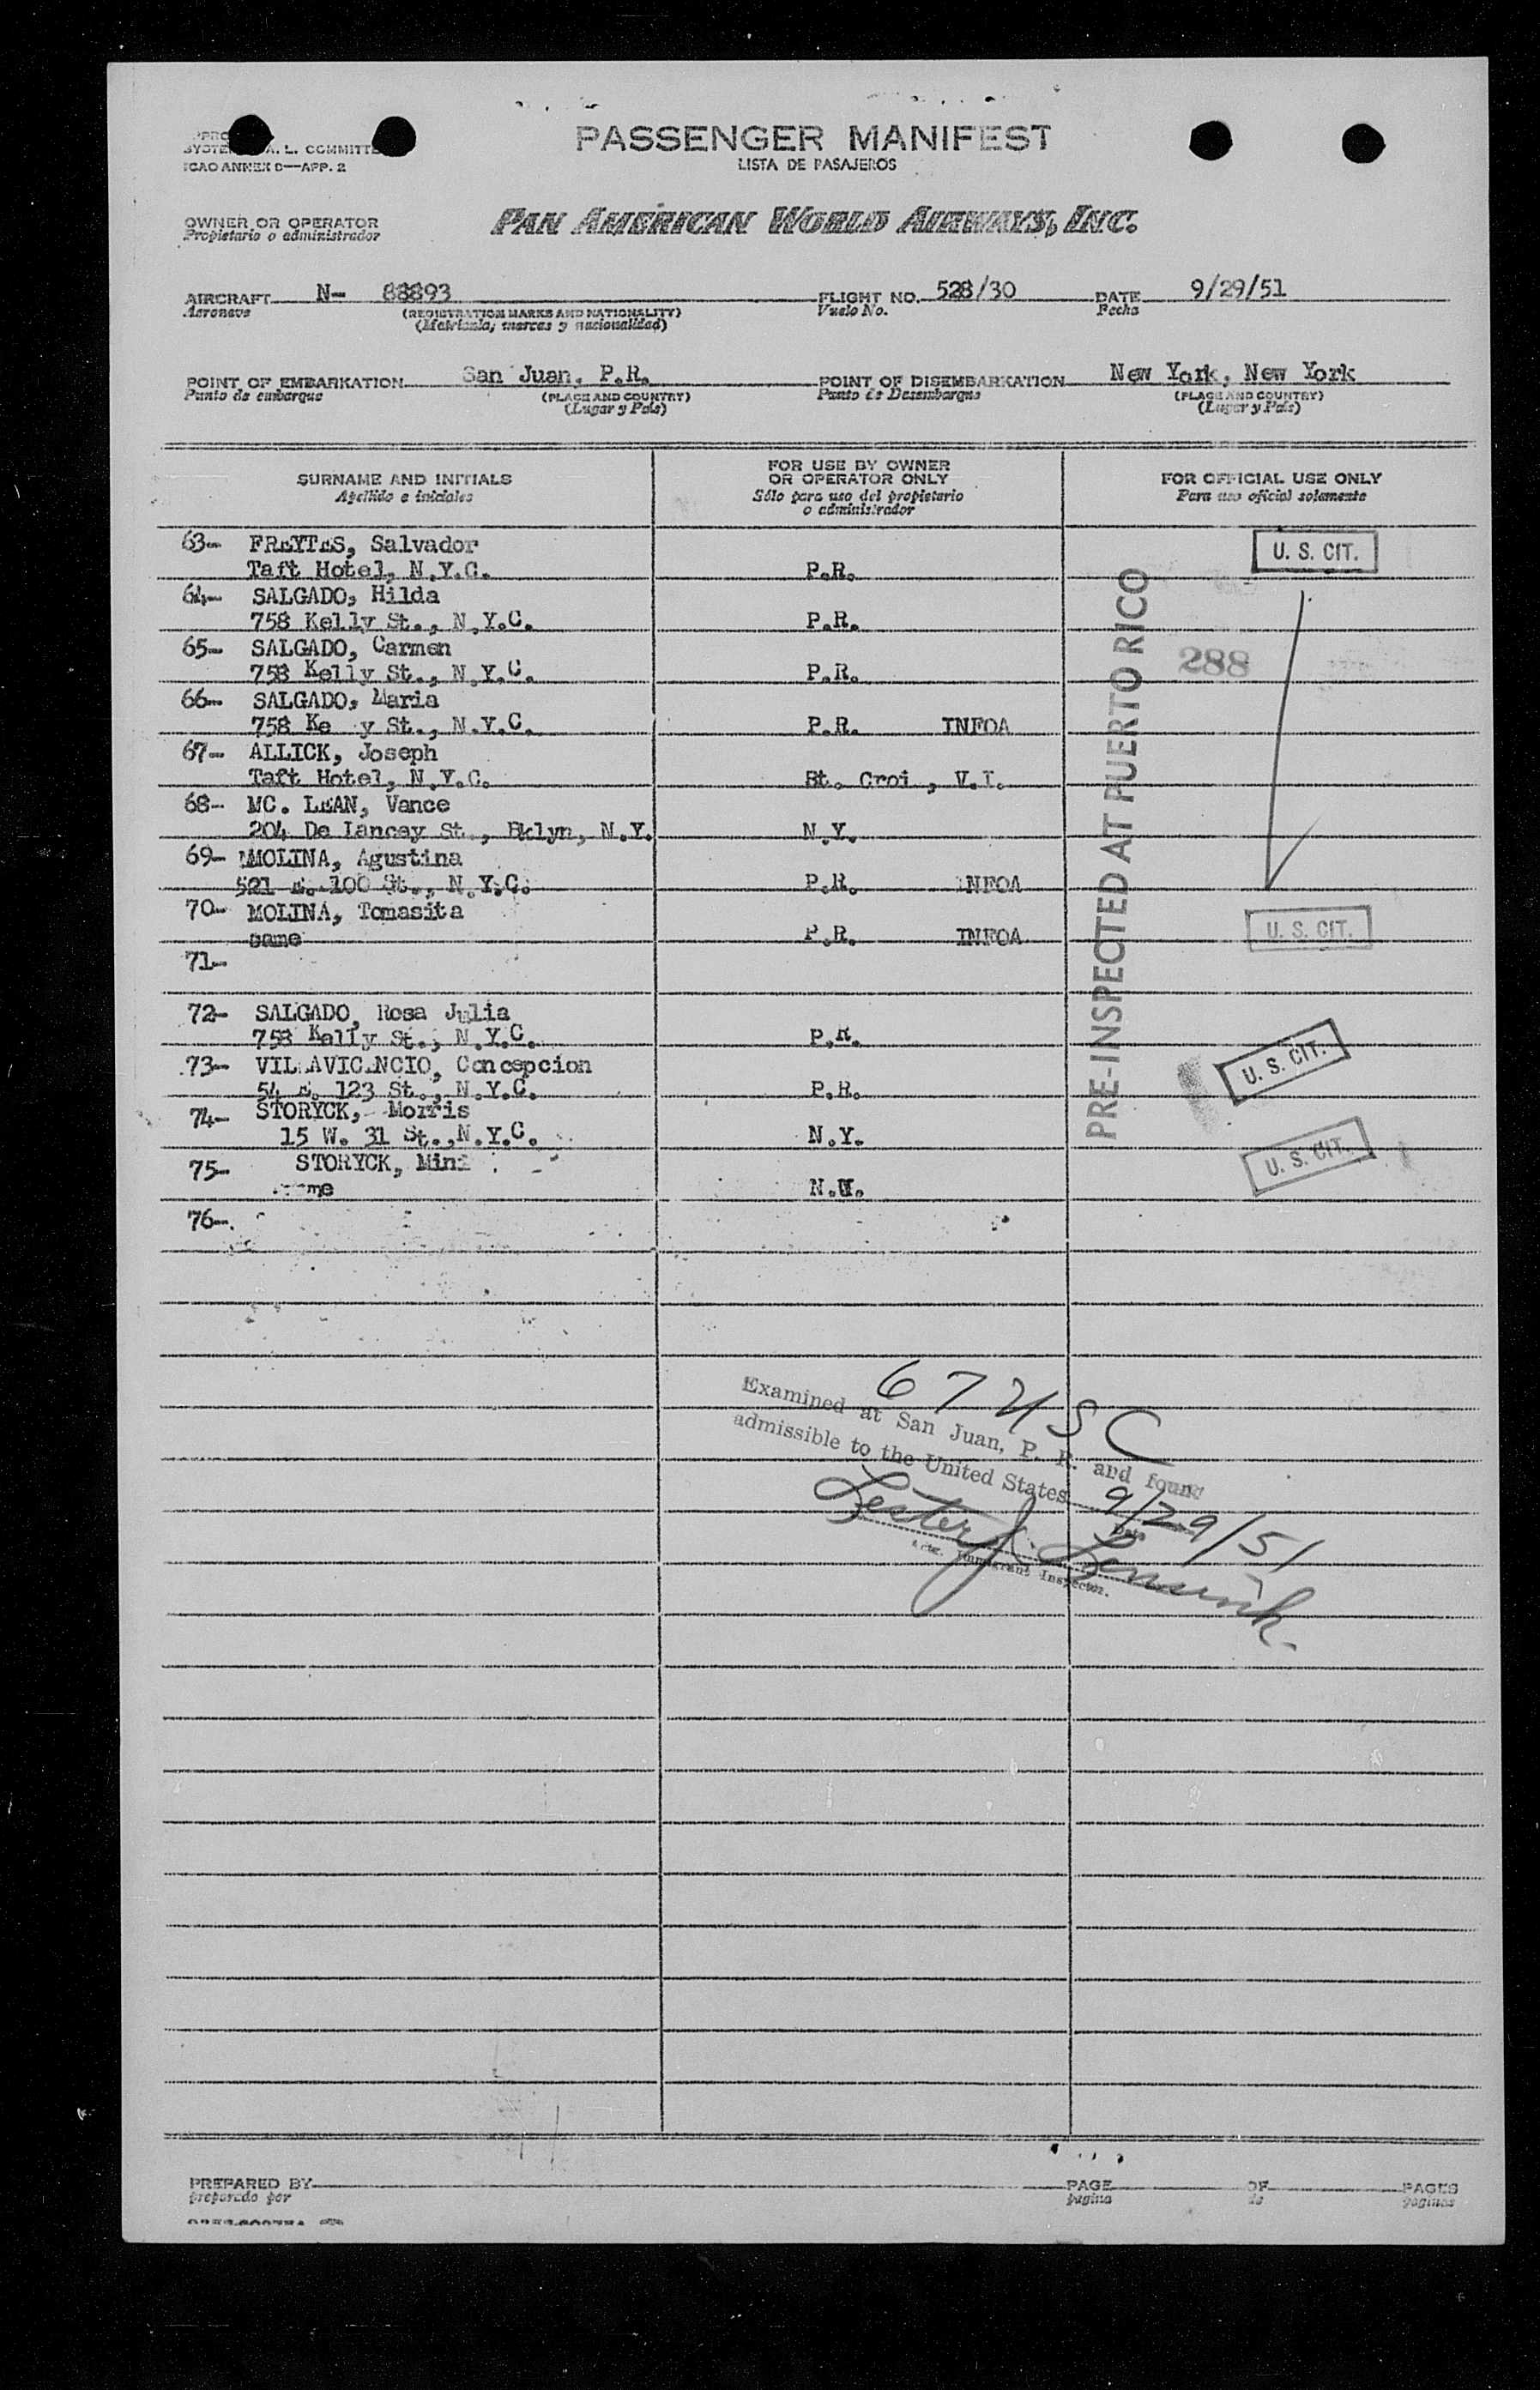 PASSENGER MANIFEST
LISTA DE PASAJEROS
A. L. COMMITTE
ICAO ANNEX 9—APP. 2
OWNER OR OPERATOR
Propietario o administrador
PAN AMERICAN WORLD AIRWAYS, INC.
AIRCRAFT N- 88893 FLIGHT NO. 528/30 DATE 9/29/51
Aeronave (REGISTRATION MARKS AND NATIONALITY) Vuelo No. Fecha
(Matricula, marcas y nacionalidad)
POINT OF EMBARKATION San Juan, P.R. POINT OF DISEMBARKATION New York, New York
Punto de embarque (PLACE AND COUNTRY) Punto de Desembarque (PLACE AND COUNTRY)
(Lugar y País) (Lugar y País)
SURNAME AND INITIALS
Apellido e iniciales
FOR USE BY OWNER
OR OPERATOR ONLY
Sólo para uso del propietario
o administrador
FOR OFFICIAL USE ONLY
Para uso oficial solamente
63- FREYTES, Salvador U. S. CIT.
Taft Hotel, N.Y.C. P.R.
64- SALGADO, Hilda
758 Kelly St., N.Y.C. P.R.
65- SALGADO, Carmen 288
758 Kelly St., N.Y.C. P.R.
66- SALGADO, Maria
758 Ke y St., N.Y.C. P.R. INFOA
67- ALLICK, Joseph
Taft Hotel, N.Y.C. St. Croi , V.I.
68- MC. LEAN, Vance
204 De Lancey St., Bklyn, N.Y. N.Y.
69- MOLINA, Agustina
521 E. 100 St., N.Y.C. P.R. INFOA
70- MOLINA, Tomasita U. S. CIT.
same P.R. INFOA
71-
72- SALGADO, Rosa Julia
758 Kelly St., N.Y.C. P.R.
73- VIL AVIC NCIO, Concepcion U. S. CIT.
54 E. 123 St., N.Y.C. P.R.
74- STORYCK, Morris
15 W. 31 St., N.Y.C. N.Y.
75- STORYCK, Min U. S. CIT.
me N.Y.
76-
PRE-INSPECTED AT PUERTO RICO
67 USC
Examined at San Juan, P. R. and found
admissible to the United States 9/29/51
Date
Lester J.
Immigrant Inspector.
PREPARED BY PAGE OF PAGES
preparado por página de páginas